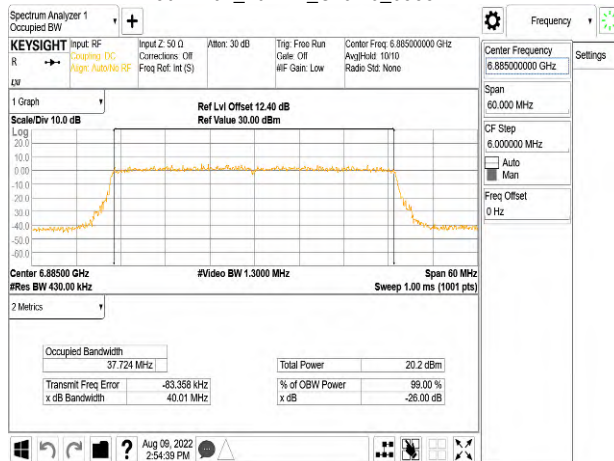 Spectrum Analyzer 1
Occupied BW
Frequency
KEYSIGHT
R
Input: RF
Coupling: DC
Align: Auto/No RF
Input Z: 50 Ω
Corrections: Off
Freq Ref: Int (S)
Atten: 30 dB
Trig: Free Run
Gate: Off
#IF Gain: Low
Center Freq: 6.885000000 GHz
Avg|Hold: 10/10
Radio Std: None
Center Frequency
6.885000000 GHz
Settings
Span
60.000 MHz
CF Step
6.000000 MHz
Auto
Man
Freq Offset
0 Hz
1 Graph
Scale/Div 10.0 dB
Ref Lvl Offset 12.40 dB
Ref Value 30.00 dBm
Log
20.0
10.0
0.00
-10.0
-20.0
-30.0
-40.0
-50.0
-60.0
Center 6.88500 GHz
#Res BW 430.00 kHz
#Video BW 1.3000 MHz
Span 60 MHz
Sweep 1.00 ms (1001 pts)
2 Metrics
Occupied Bandwidth
37.724 MHz
Total Power 20.2 dBm
Transmit Freq Error -83.358 kHz
% of OBW Power 99.00 %
x dB Bandwidth 40.01 MHz
x dB -26.00 dB
Aug 09, 2022
2:54:39 PM